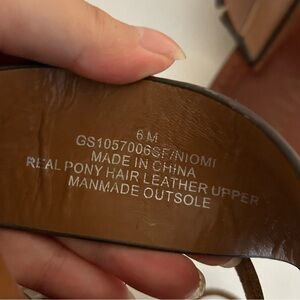 6 M
GS1057006SF/NIOMI
MADE IN CHINA
REAL PONY HAIR LEATHER UPPER
MANMADE OUTSOLE